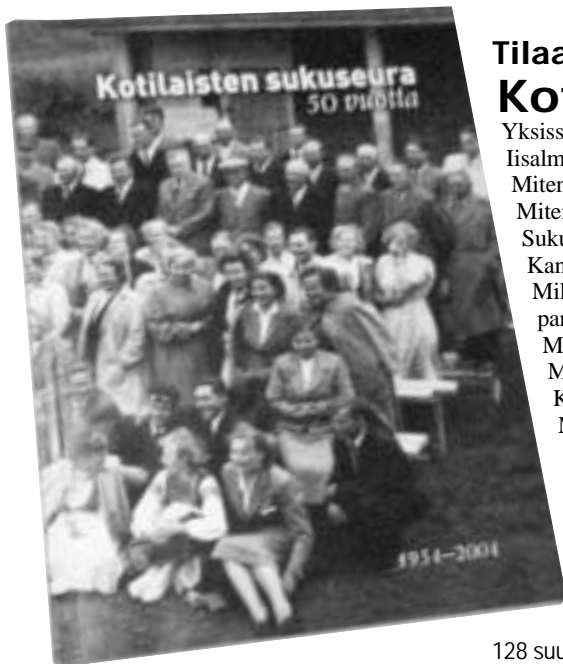 Kotilaisten sukuseura
50 vuotta
1954–2004
Tilaa
Kot
Yksiss
Iisalm
Miten
Miten
Suku
Kan
Mil
par
M
M
K
M
128 suu